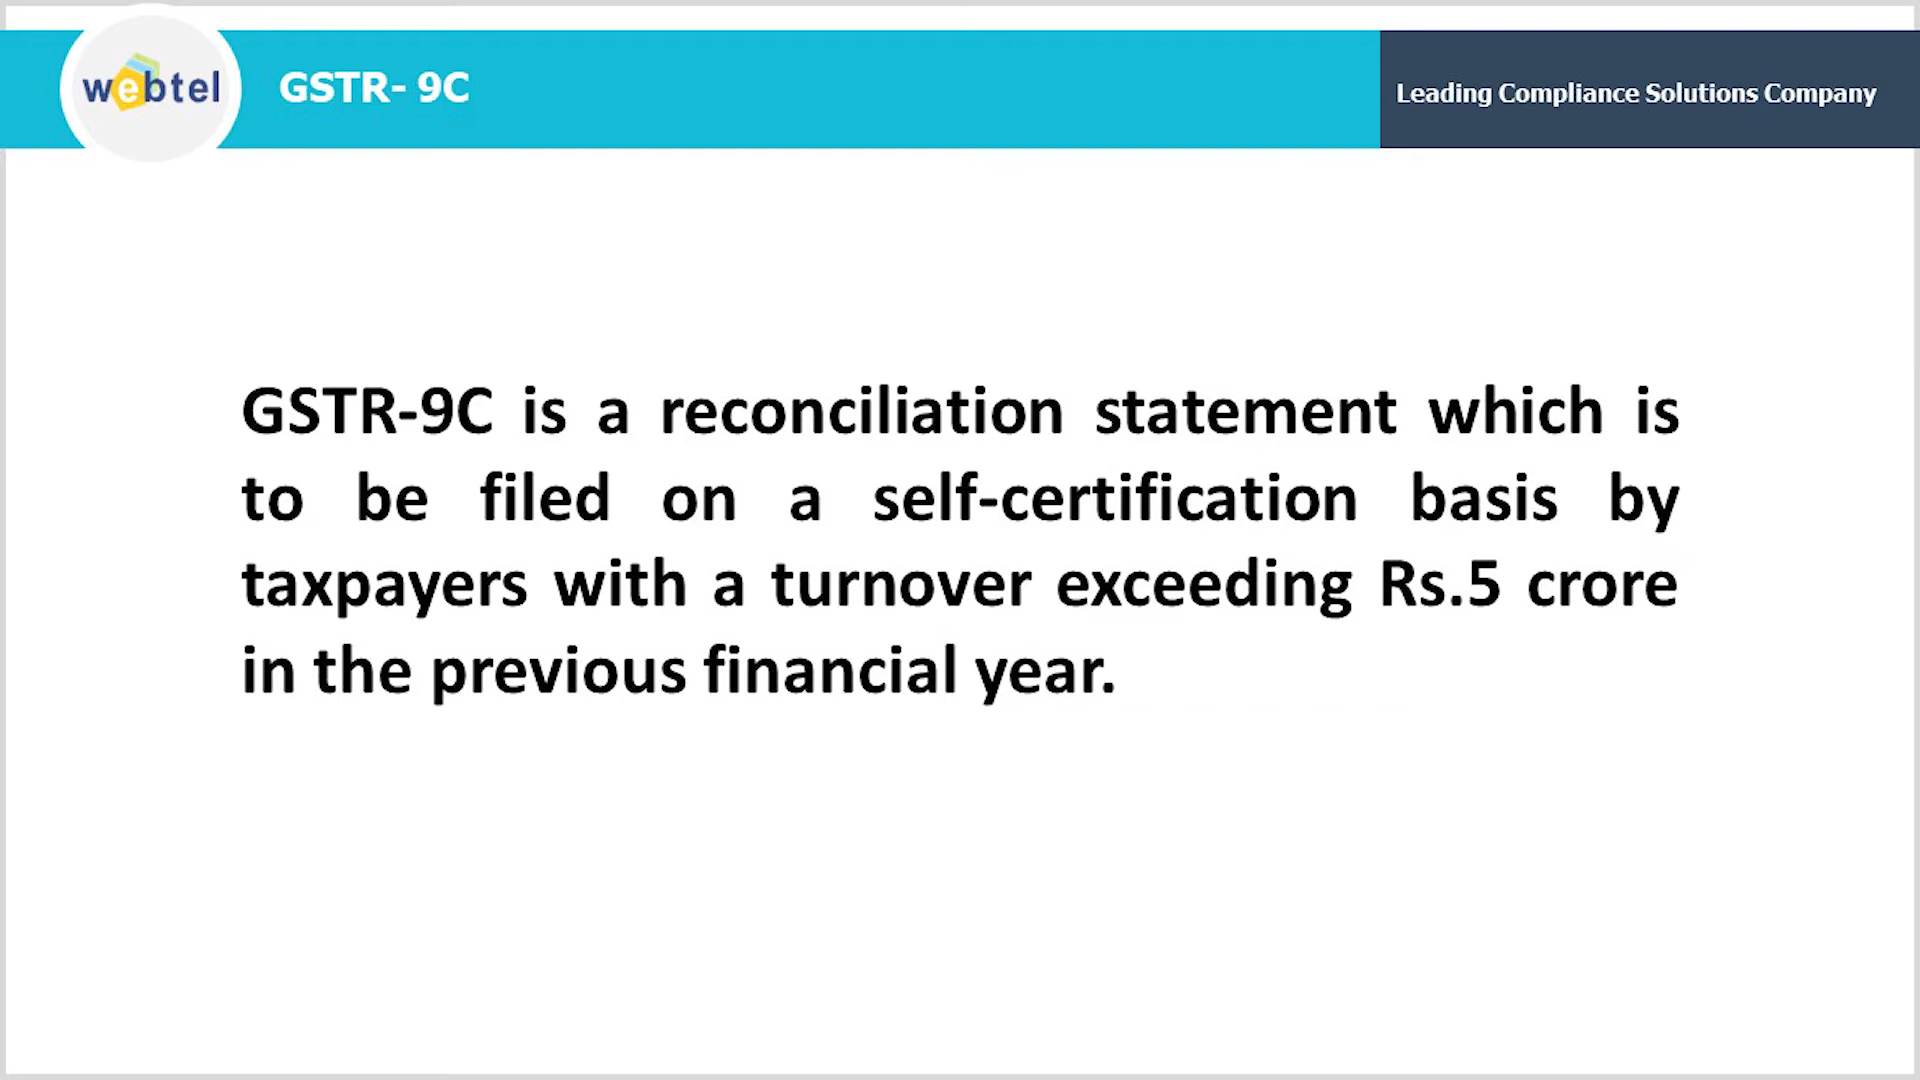 webtel
GSTR- 9C
Leading Compliance Solutions Company
GSTR-9C is a reconciliation statement which is
to be filed on a self-certification basis by
taxpayers with a turnover exceeding Rs.5 crore
in the previous financial year.